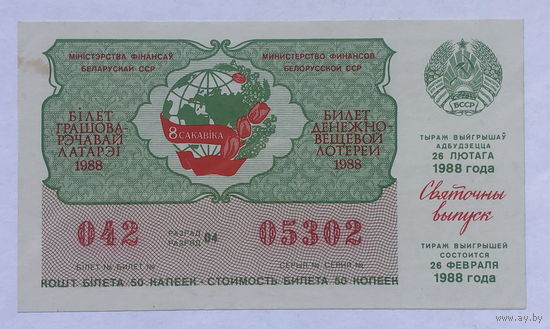 МІНІСТЭРСТВА ФІНАНСАЎ
БЕЛАРУСКАЙ ССР
МИНИСТЕРСТВО ФИНАНСОВ
БЕЛОРУССКОЙ ССР
БІЛЕТ
ГРАШОВА-
РЭЧАВАЙ
ЛАТАРЭІ
1988
8 САКАВІКА
БИЛЕТ
ДЕНЕЖНО-
ВЕЩЕВОЙ
ЛОТЕРЕИ
1988
042
РАЗРАД
РАЗРЯД
04
05302
БІЛЕТ № БИЛЕТ №
СЕРЫЯ № СЕРИЯ №
КОШТ БІЛЕТА 50 КАПЕЕК • СТОИМОСТЬ БИЛЕТА 50 КОПЕЕК
БССР
ТЫРАЖ ВЫЙГРЫШАЎ
АДБУДЗЕЦЦА
26 ЛЮТАГА
1988 года
Святочны
выпуск
ТИРАЖ ВЫИГРЫШЕЙ
СОСТОИТСЯ
26 ФЕВРАЛЯ
1988 года
www.ay.by